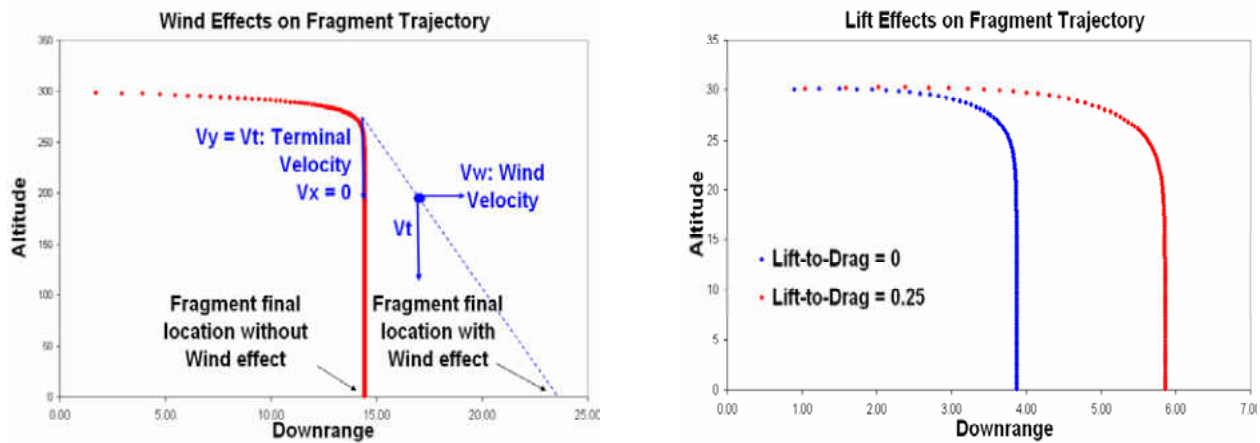 Wind Effects on Fragment Trajectory
350
300
250
200
150
100
50
0
Altitude
Vy = Vt: Terminal
Velocity
Vx = 0
Vw: Wind
Velocity
Vt
Fragment final
location without
Wind effect
Fragment final
location with
Wind effect
0.00 5.00 10.00 15.00 20.00 25.00
Downrange
Lift Effects on Fragment Trajectory
35
30
25
20
15
10
5
0
Altitude
Lift-to-Drag = 0
Lift-to-Drag = 0.25
0.00 1.00 2.00 3.00 4.00 5.00 6.00 7.00
Downrange